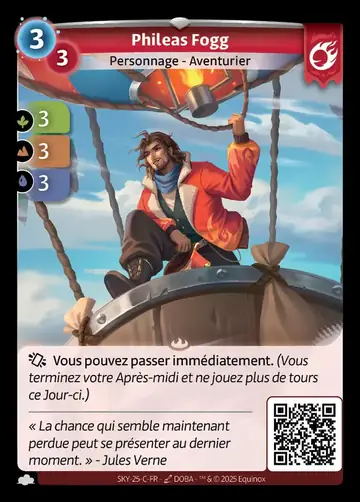 3
Phileas Fogg
3
Personnage - Aventurier
3
3
3
Vous pouvez passer immédiatement. (Vous
terminez votre Après-midi et ne jouez plus de tours
ce Jour-ci.)
« La chance qui semble maintenant
perdue peut se présenter au dernier
moment. » - Jules Verne
SKY-25-C-FR - DOBA - ™ & © 2025 Equinox